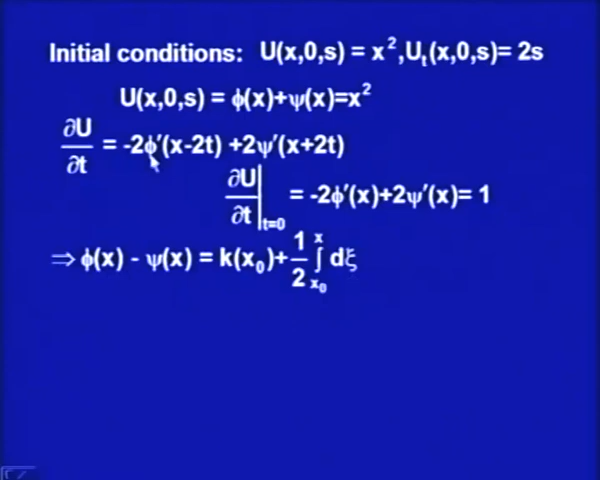 Initial conditions: U(x,0,s) = x²,Uₜ(x,0,s)= 2s
U(x,0,s) = ϕ(x)+ψ(x)=x²
∂U/∂t = -2ϕ′(x-2t) +2ψ′(x+2t)
∂U/∂t|ₜ₌₀ = -2ϕ′(x)+2ψ′(x)= 1
⇒ϕ(x) - ψ(x) = k(x₀)+ 1/2 ∫ₓ₀ˣ dξ